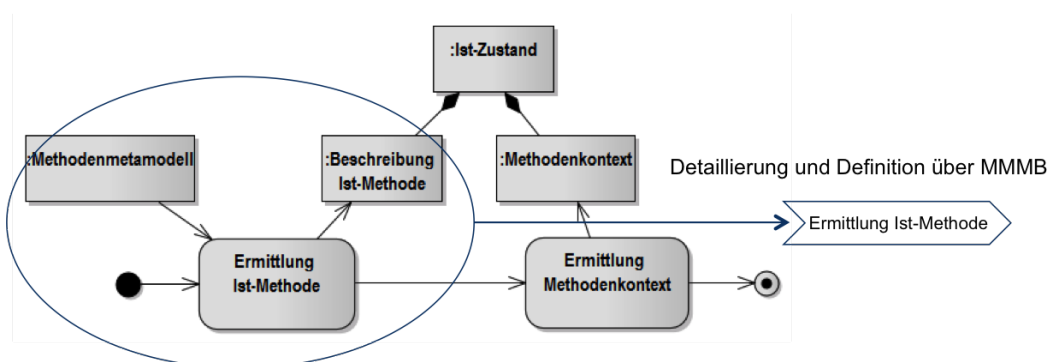 :Ist-Zustand
:Methodenmetamodell
:Beschreibung
Ist-Methode
:Methodenkontext
Detaillierung und Definition über MMMB
Ermittlung Ist-Methode
Ermittlung
Ist-Methode
Ermittlung
Methodenkontext